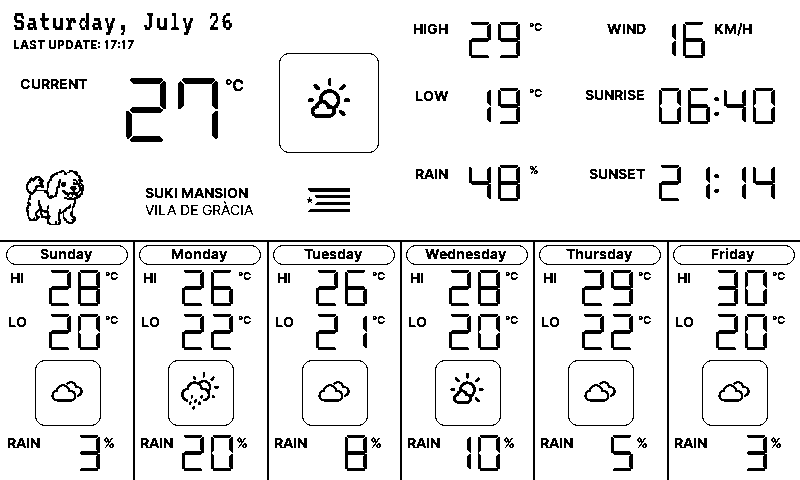 Saturday, July 26
LAST UPDATE: 17:17
CURRENT 27 °C
HIGH 29 °C
LOW 19 °C
RAIN 48 %
WIND 16 KM/H
SUNRISE 06:40
SUNSET 21:14
SUKI MANSION
VILA DE GRÀCIA
Sunday
HI 28 °C
LO 20 °C
RAIN 3 %
Monday
HI 26 °C
LO 22 °C
RAIN 20 %
Tuesday
HI 26 °C
LO 21 °C
RAIN 8 %
Wednesday
HI 28 °C
LO 20 °C
RAIN 10 %
Thursday
HI 29 °C
LO 22 °C
RAIN 5 %
Friday
HI 30 °C
LO 20 °C
RAIN 3 %